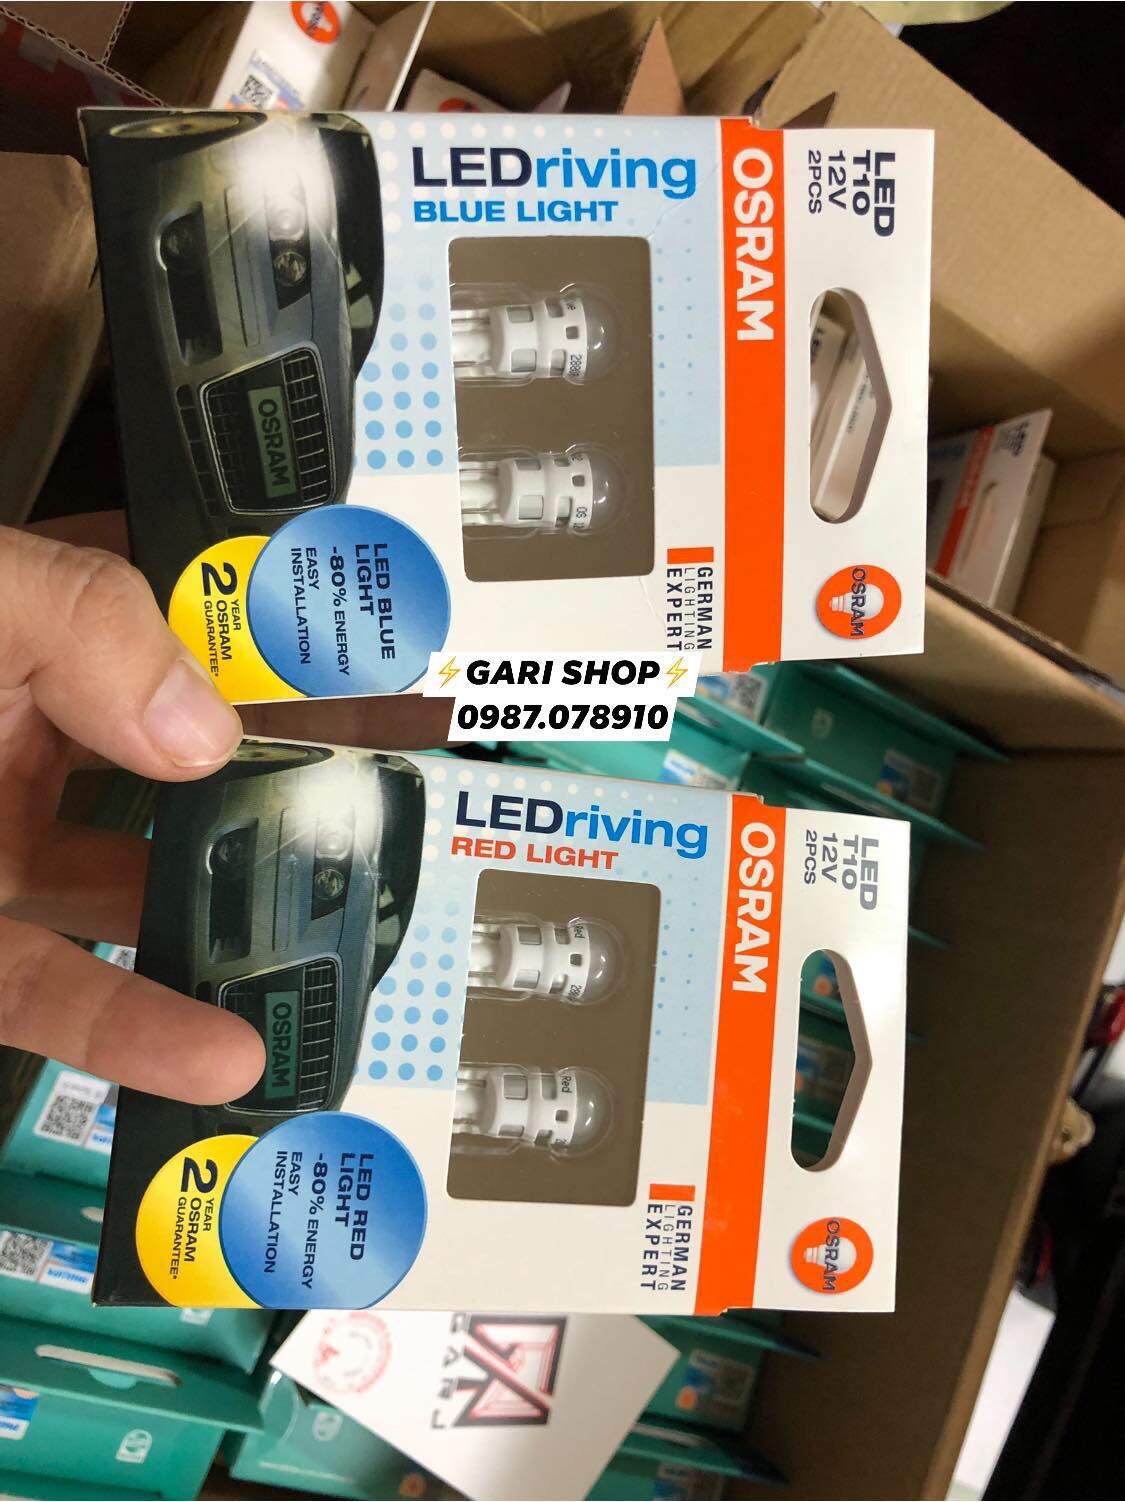 LEDriving
BLUE LIGHT
OSRAM
LED
T10
12V
2PCS
OSRAM
LED BLUE
LIGHT
-80% ENERGY
EASY
INSTALLATION
2 YEAR
OSRAM
GUARANTEE*
GERMAN
LIGHTING
EXPERT
OSRAM
⚡GARI SHOP⚡
0987.078910
LEDriving
RED LIGHT
OSRAM
LED
T10
12V
2PCS
Red
Red
OSRAM
LED RED
LIGHT
-80% ENERGY
EASY
INSTALLATION
2 YEAR
OSRAM
GUARANTEE*
GERMAN
LIGHTING
EXPERT
OSRAM